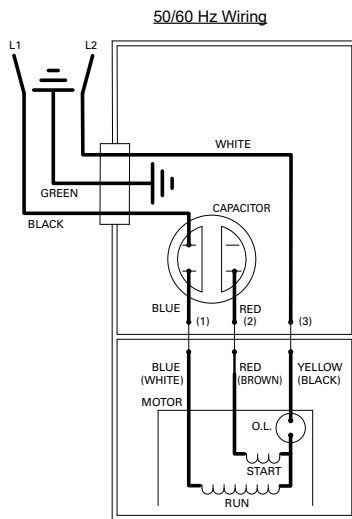 50/60 Hz Wiring
L1
L2
WHITE
GREEN
BLACK
CAPACITOR
BLUE
RED
(1)
(2)
(3)
BLUE
(WHITE)
RED
(BROWN)
YELLOW
(BLACK)
MOTOR
O.L.
START
RUN